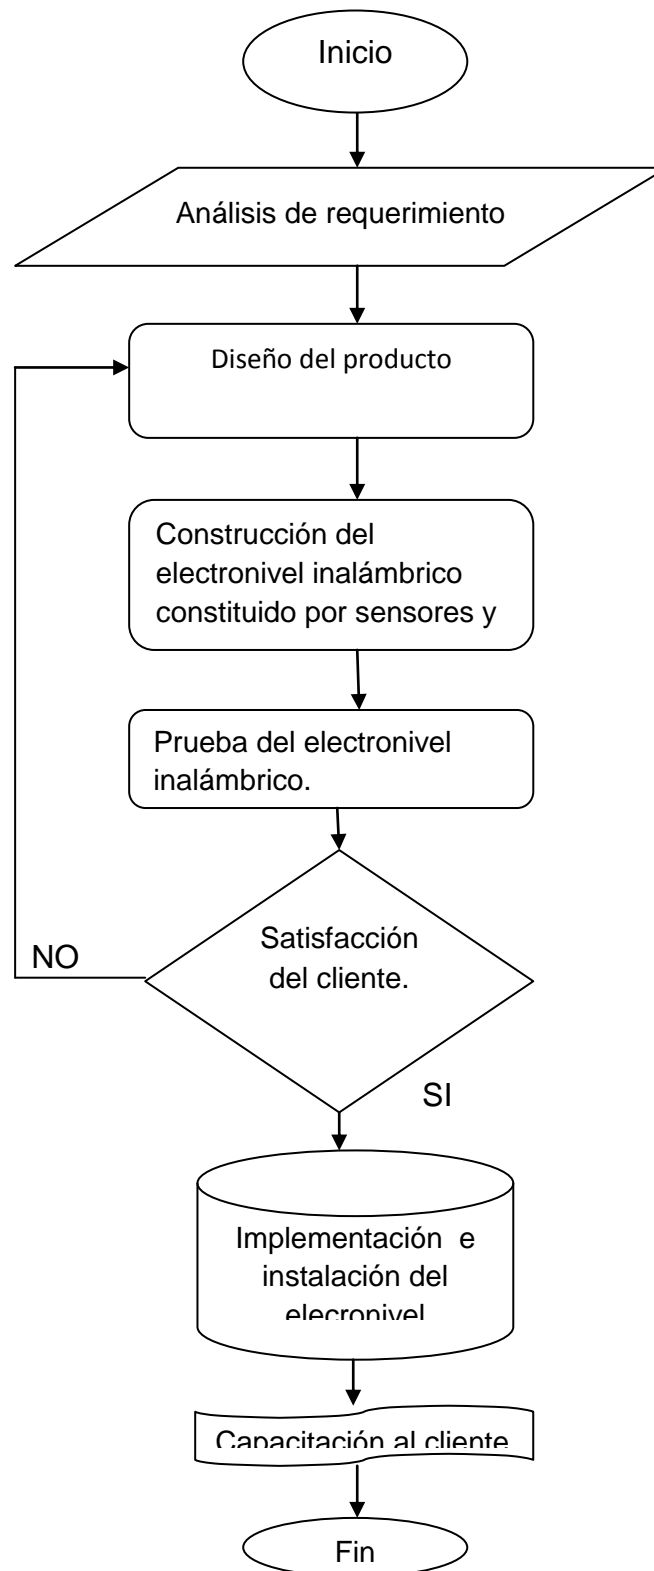 Inicio
Análisis de requerimiento
Diseño del producto
Construcción del
electronivel inalámbrico
constituido por sensores y
Prueba del electronivel
inalámbrico.
Satisfacción
del cliente.
NO
SI
Implementación  e
instalación del
elecronivel
Capacitación al cliente
Fin